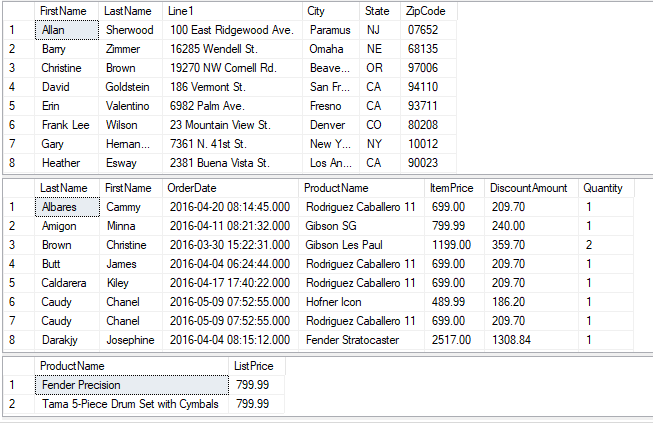 FirstName LastName Line1 City State ZipCode
1 Allan Sherwood 100 East Ridgewood Ave. Paramus NJ 07652
2 Barry Zimmer 16285 Wendell St. Omaha NE 68135
3 Christine Brown 19270 NW Cornell Rd. Beave... OR 97006
4 David Goldstein 186 Vermont St. San Fr... CA 94110
5 Erin Valentino 6982 Palm Ave. Fresno CA 93711
6 Frank Lee Wilson 23 Mountain View St. Denver CO 80208
7 Gary Hernan... 7361 N. 41st St. New Y... NY 10012
8 Heather Esway 2381 Buena Vista St. Los An... CA 90023
LastName FirstName OrderDate ProductName ItemPrice DiscountAmount Quantity
1 Albares Cammy 2016-04-20 08:14:45.000 Rodriguez Caballero 11 699.00 209.70 1
2 Amigon Minna 2016-04-11 08:21:32.000 Gibson SG 799.99 240.00 1
3 Brown Christine 2016-03-30 15:22:31.000 Gibson Les Paul 1199.00 359.70 2
4 Butt James 2016-04-04 06:24:44.000 Rodriguez Caballero 11 699.00 209.70 1
5 Caldarera Kiley 2016-04-17 17:40:22.000 Rodriguez Caballero 11 699.00 209.70 1
6 Caudy Chanel 2016-05-09 07:52:55.000 Hofner Icon 489.99 186.20 1
7 Caudy Chanel 2016-05-09 07:52:55.000 Rodriguez Caballero 11 699.00 209.70 1
8 Darakjy Josephine 2016-04-04 08:15:12.000 Fender Stratocaster 2517.00 1308.84 1
ProductName ListPrice
1 Fender Precision 799.99
2 Tama 5-Piece Drum Set with Cymbals 799.99